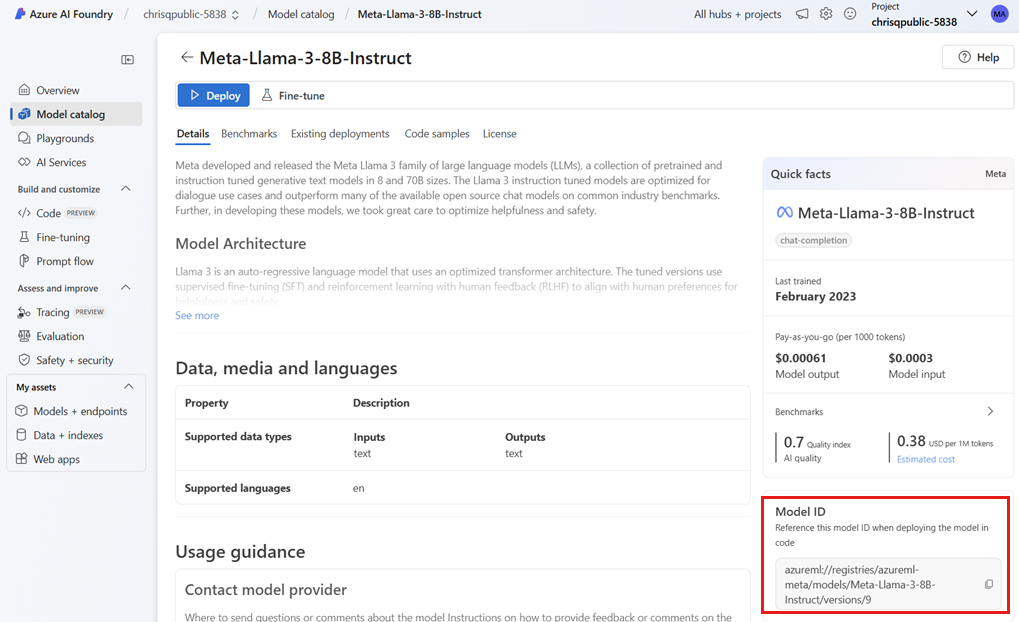 Azure AI Foundry / chrisqpublic-5838 / Model catalog / Meta-Llama-3-8B-Instruct
All hubs + projects
Project
chrisqpublic-5838
MA
Overview
Model catalog
Playgrounds
AI Services
Build and customize
Code PREVIEW
Fine-tuning
Prompt flow
Assess and improve
Tracing PREVIEW
Evaluation
Safety + security
My assets
Models + endpoints
Data + indexes
Web apps
Meta-Llama-3-8B-Instruct
Help
Deploy
Fine-tune
Details Benchmarks Existing deployments Code samples License
Meta developed and released the Meta Llama 3 family of large language models (LLMs), a collection of pretrained and
instruction tuned generative text models in 8 and 70B sizes. The Llama 3 instruction tuned models are optimized for
dialogue use cases and outperform many of the available open source chat models on common industry benchmarks.
Further, in developing these models, we took great care to optimize helpfulness and safety.
Model Architecture
Llama 3 is an auto-regressive language model that uses an optimized transformer architecture. The tuned versions use
supervised fine-tuning (SFT) and reinforcement learning with human feedback (RLHF) to align with human preferences for
helpfulness and safety.
See more
Data, media and languages
Property Description
Supported data types Inputs Outputs
text text
Supported languages en
Usage guidance
Contact model provider
Where to send questions or comments about the model Instructions on how to provide feedback or comments on the
Quick facts Meta
Meta-Llama-3-8B-Instruct
chat-completion
Last trained
February 2023
Pay-as-you-go (per 1000 tokens)
$0.00061 $0.0003
Model output Model input
Benchmarks
0.7 Quality index 0.38 USD per 1M tokens
AI quality Estimated cost
Model ID
Reference this model ID when deploying the model in
code
azureml://registries/azureml-
meta/models/Meta-Llama-3-8B-
Instruct/versions/9